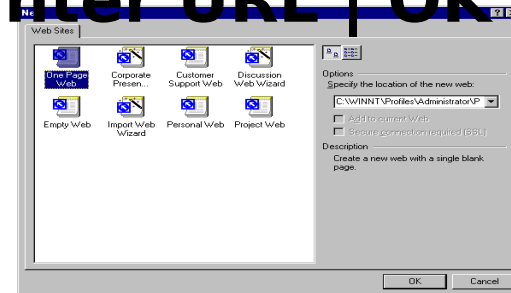 nter URL | OK
Ne
Web Sites
One Page Web
Corporate Presen...
Customer Support Web
Discussion Web Wizard
Empty Web
Import Web Wizard
Personal Web
Project Web
Options
Specify the location of the new web:
C:\WINNT\Profiles\Administrator\P
Add to current Web
Secure connection required (SSL)
Description
Create a new web with a single blank
page.
OK
Cancel